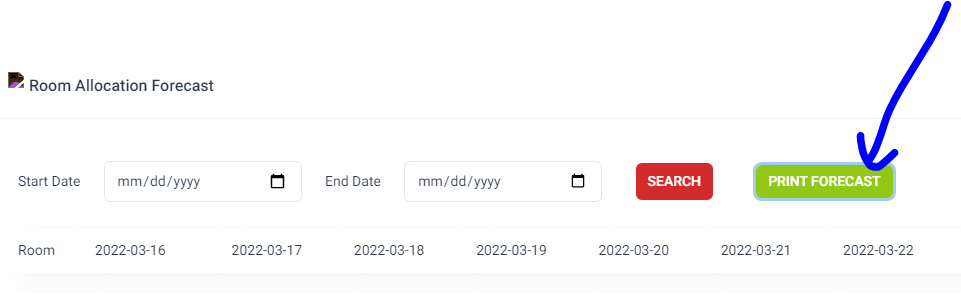 Room Allocation Forecast
Start Date mm/dd/yyyy End Date mm/dd/yyyy SEARCH PRINT FORECAST
Room 2022-03-16 2022-03-17 2022-03-18 2022-03-19 2022-03-20 2022-03-21 2022-03-22